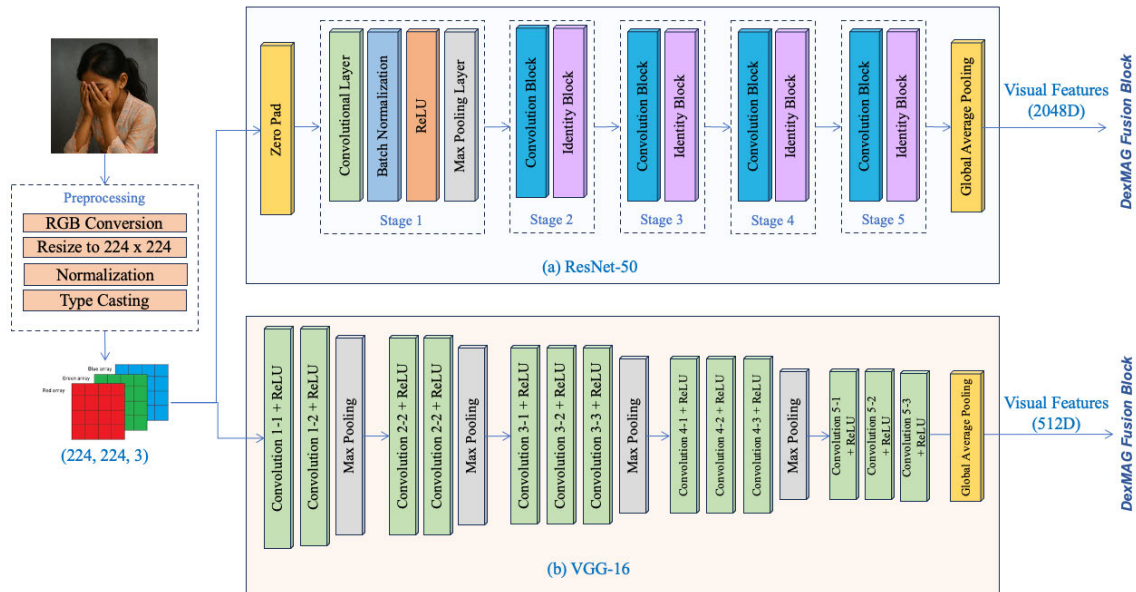 Preprocessing
RGB Conversion
Resize to 224 x 224
Normalization
Type Casting
Blue array
Green array
Red array
(224, 224, 3)
Zero Pad
Convolutional Layer
Batch Normalization
ReLU
Max Pooling Layer
Stage 1
Convolution Block
Identity Block
Stage 2
Convolution Block
Identity Block
Stage 3
Convolution Block
Identity Block
Stage 4
Convolution Block
Identity Block
Stage 5
Global Average Pooling
(a) ResNet-50
Visual Features
(2048D)
DexMAG Fusion Block
Convolution 1-1 + ReLU
Convolution 1-2 + ReLU
Max Pooling
Convolution 2-2 + ReLU
Convolution 2-2 + ReLU
Max Pooling
Convolution 3-1 + ReLU
Convolution 3-2 + ReLU
Convolution 3-3 + ReLU
Max Pooling
Convolution 4-1 + ReLU
Convolution 4-2 + ReLU
Convolution 4-3 + ReLU
Max Pooling
Convolution 5-1
+ ReLU
Convolution 5-2
+ ReLU
Convolution 5-3
+ ReLU
Global Average Pooling
(b) VGG-16
Visual Features
(512D)
DexMAG Fusion Block